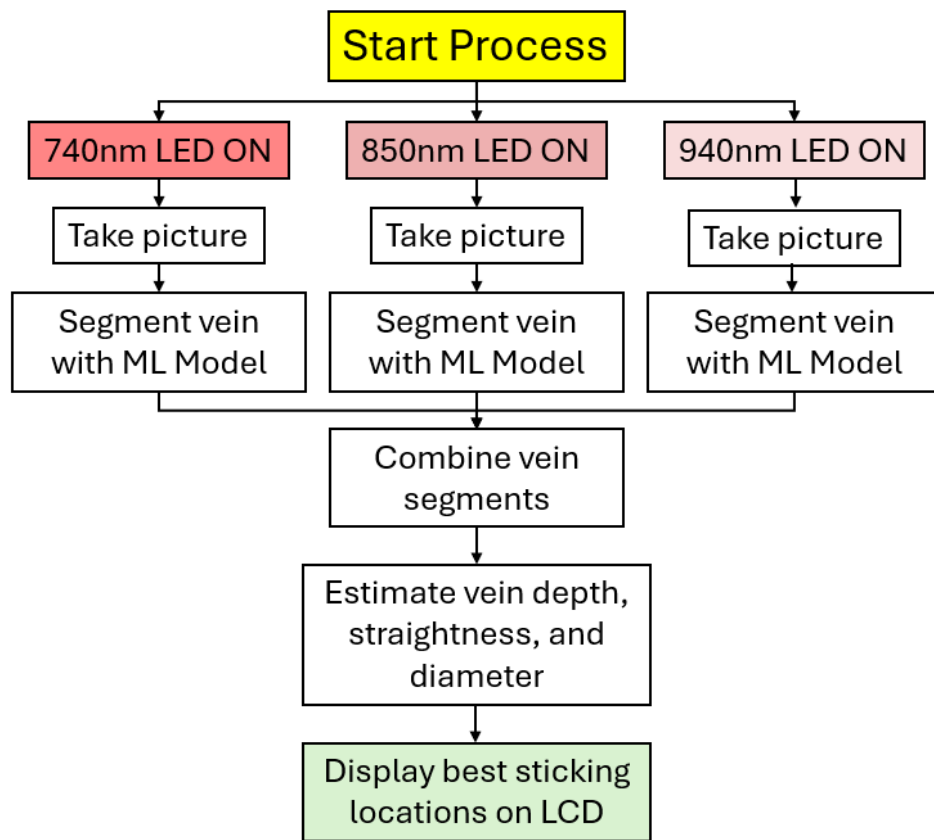 Start Process
740nm LED ON
850nm LED ON
940nm LED ON
Take picture
Take picture
Take picture
Segment vein
with ML Model
Segment vein
with ML Model
Segment vein
with ML Model
Combine vein
segments
Estimate vein depth,
straightness, and
diameter
Display best sticking
locations on LCD